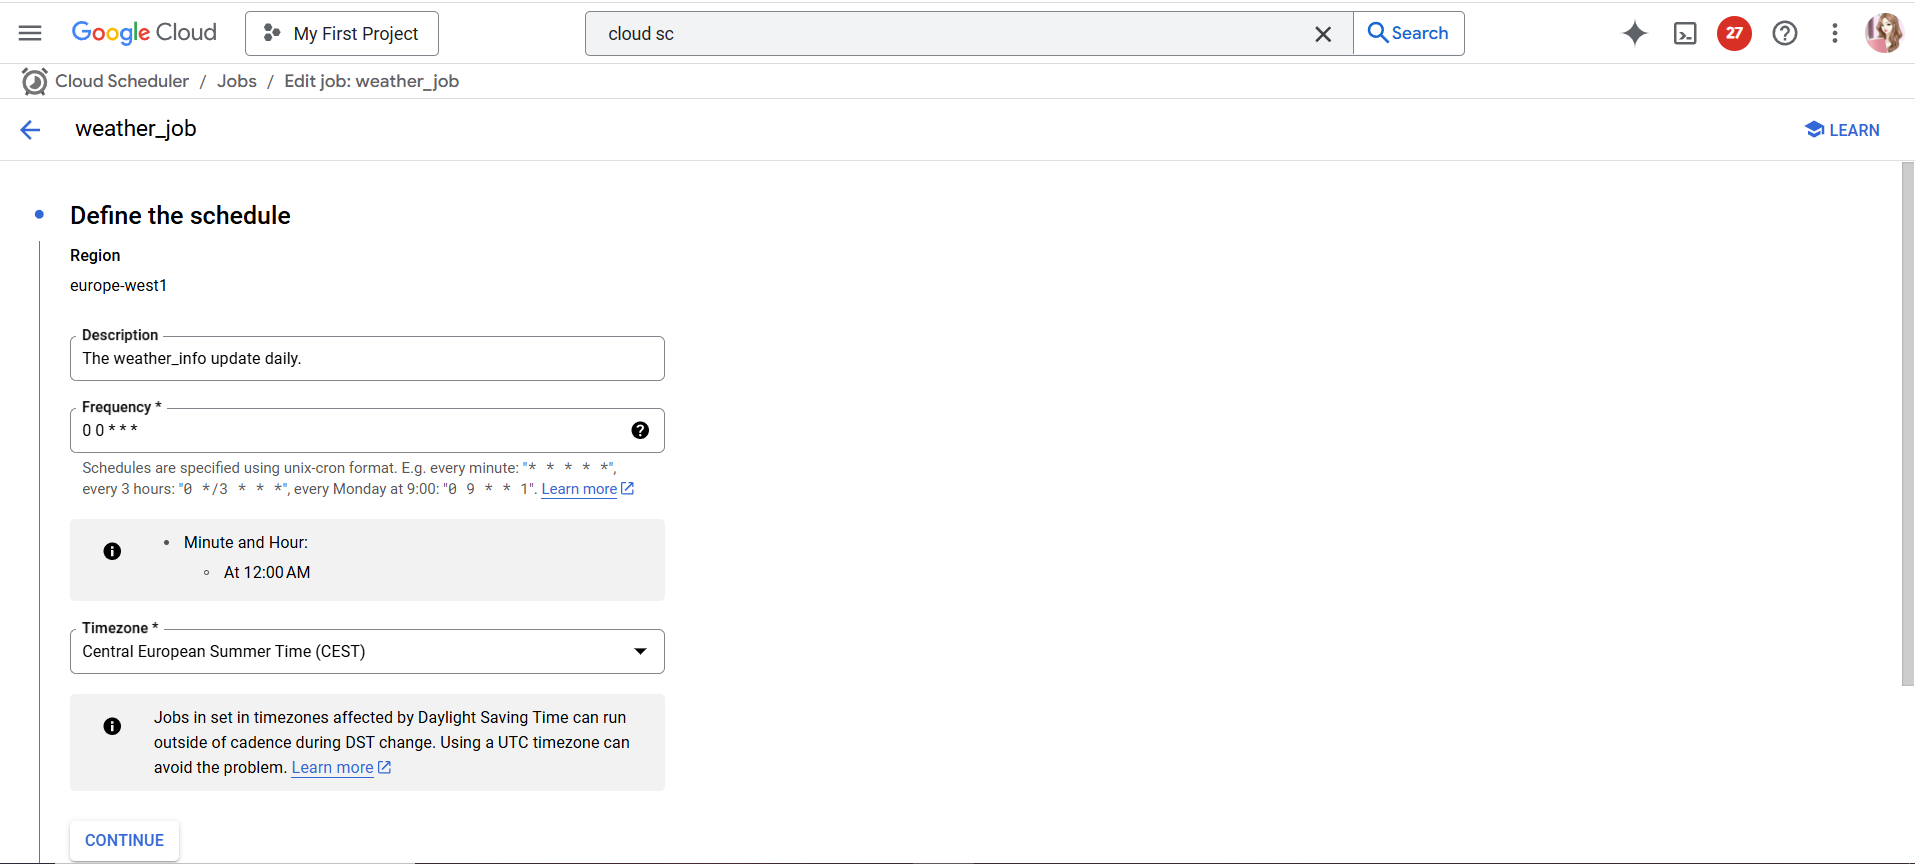 Google Cloud
My First Project
cloud sc
Search
27
Cloud Scheduler / Jobs / Edit job: weather_job
weather_job
LEARN
Define the schedule
Region
europe-west1
Description
The weather_info update daily.
Frequency *
0 0 * * *
Schedules are specified using unix-cron format. E.g. every minute: "* * * * *",
every 3 hours: "0 */3 * * *", every Monday at 9:00: "0 9 * * 1". Learn more
Minute and Hour:
At 12:00 AM
Timezone *
Central European Summer Time (CEST)
Jobs in set in timezones affected by Daylight Saving Time can run
outside of cadence during DST change. Using a UTC timezone can
avoid the problem. Learn more
CONTINUE